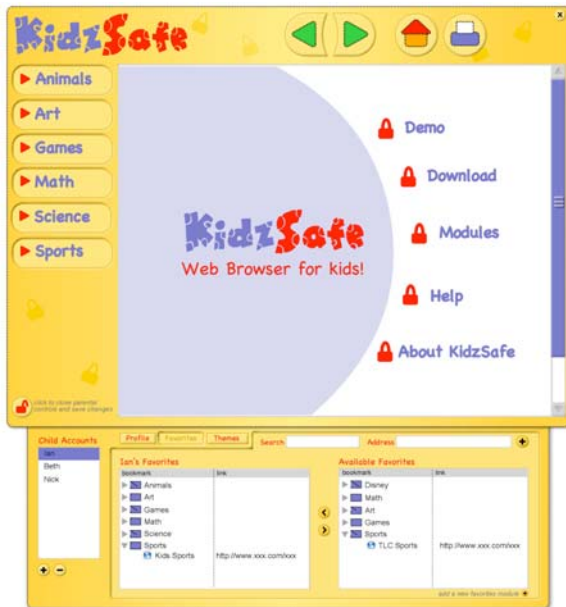 KidzSafe
Animals
Art
Games
Math
Science
Sports
KidzSafe
Web Browser for kids!
Demo
Download
Modules
Help
About KidzSafe
click to close parental
controls and save changes
Child Accounts
Ian
Beth
Nick
Profile
Favorites
Themes
Search
Address
Ian's Favorites
bookmark
link
Animals
Art
Games
Math
Science
Sports
Kids Sports
http://www.xxx.com/xxx
Available Favorites
bookmark
link
Disney
Math
Art
Games
Sports
TLC Sports
http://www.xxx.com/xxx
add a new favorites module